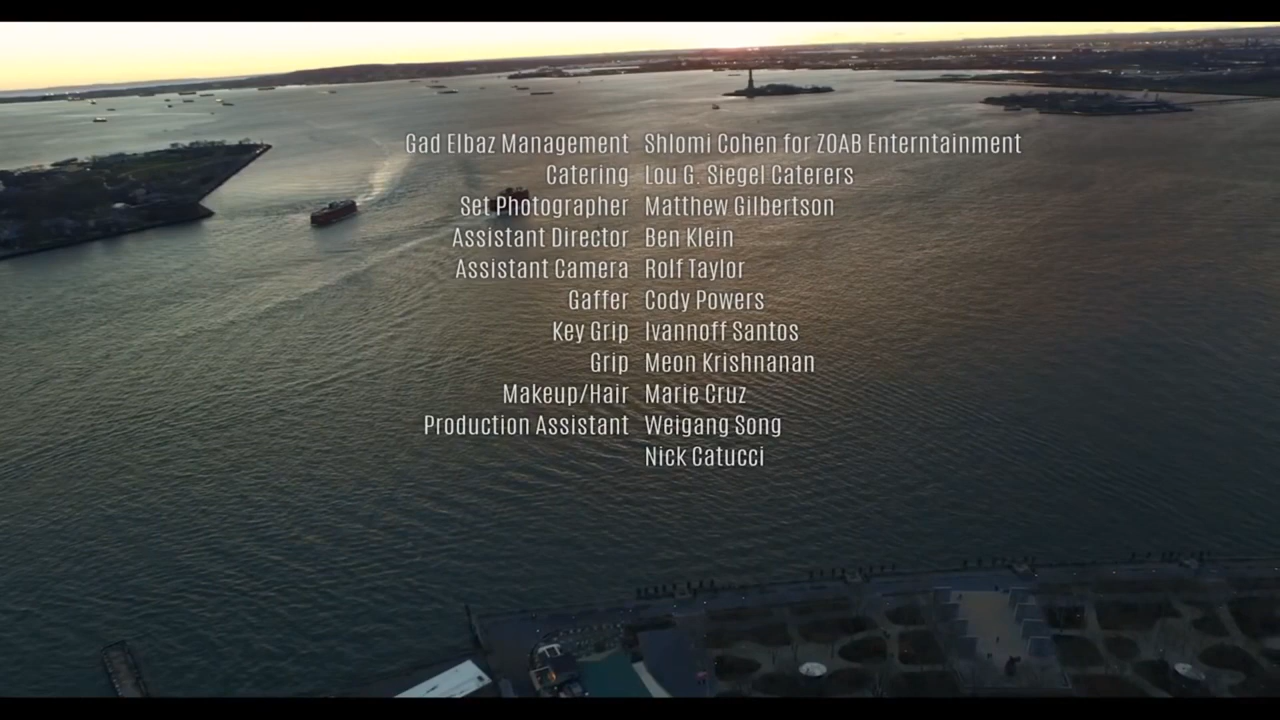 Gad Elbaz Management Shlomi Cohen for ZOAB Enterntainment
Catering Lou G. Siegel Caterers
Set Photographer Matthew Gilbertson
Assistant Director Ben Klein
Assistant Camera Rolf Taylor
Gaffer Cody Powers
Key Grip Ivannoff Santos
Grip Meon Krishnanan
Makeup/Hair Marie Cruz
Production Assistant Weigang Song
Nick Catucci